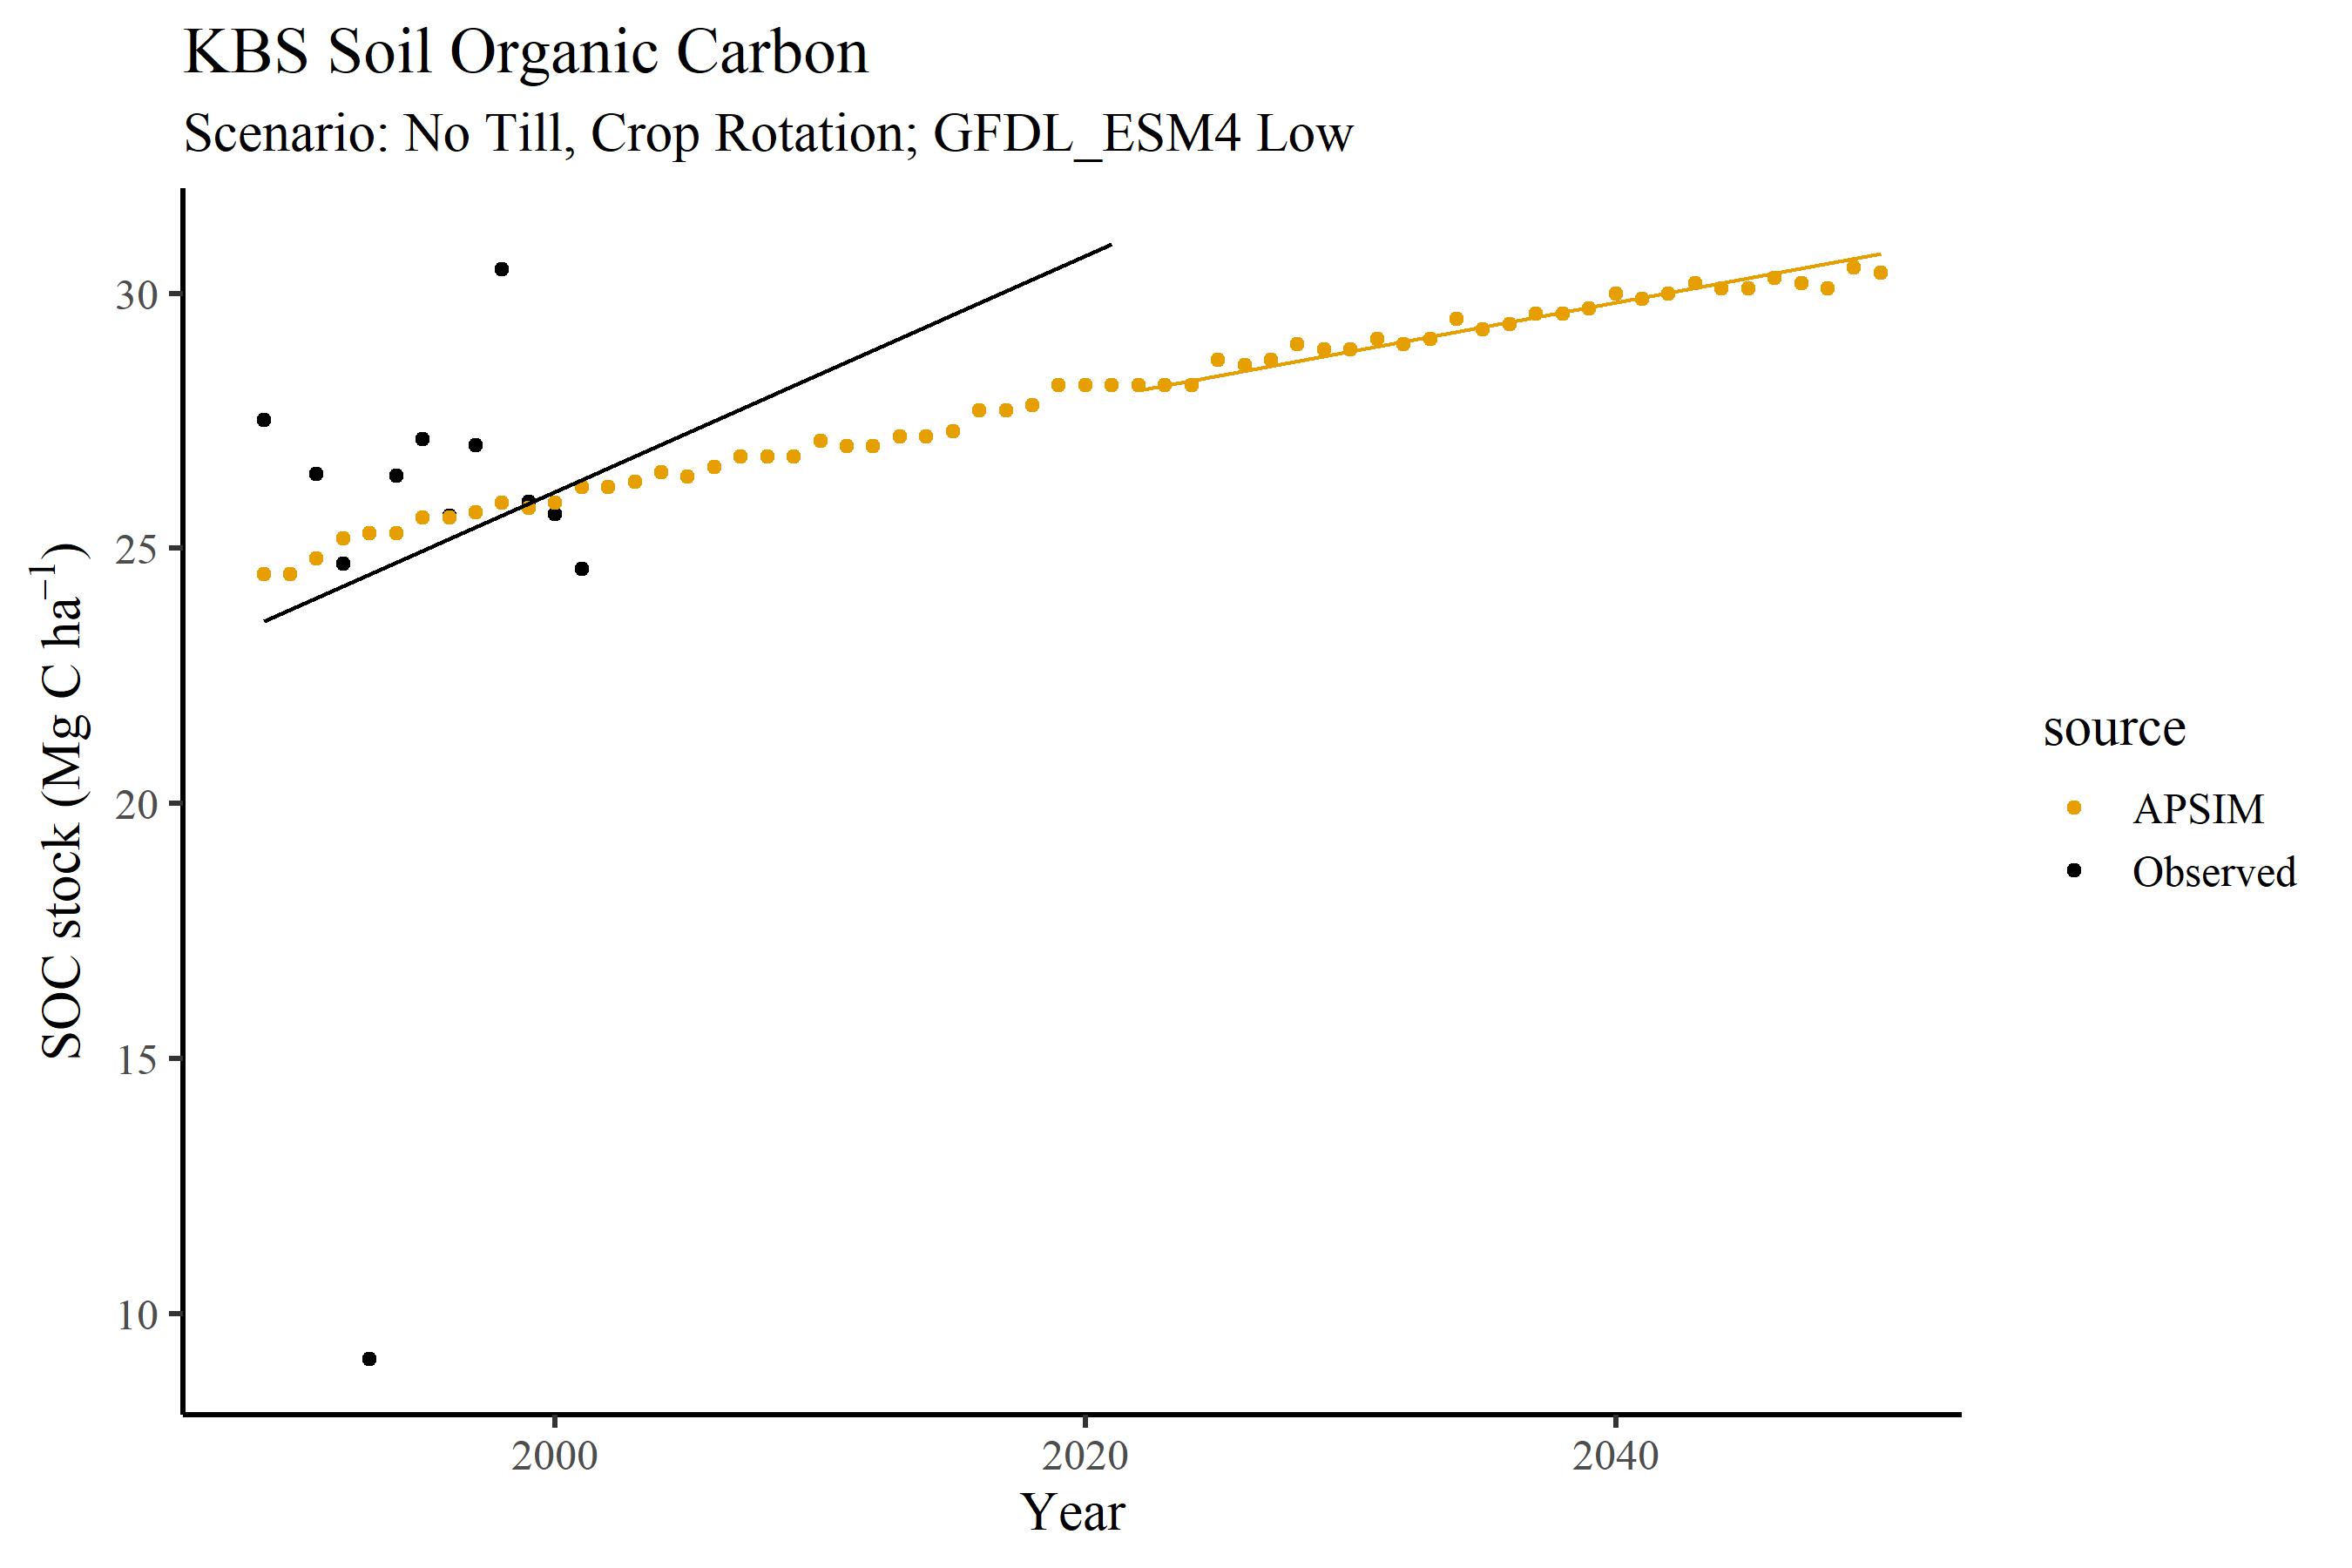 KBS Soil Organic Carbon
Scenario: No Till, Crop Rotation; GFDL_ESM4 Low
SOC stock (Mg C ha⁻¹)
30
25
20
15
10
2000
2020
2040
Year
source
APSIM
Observed